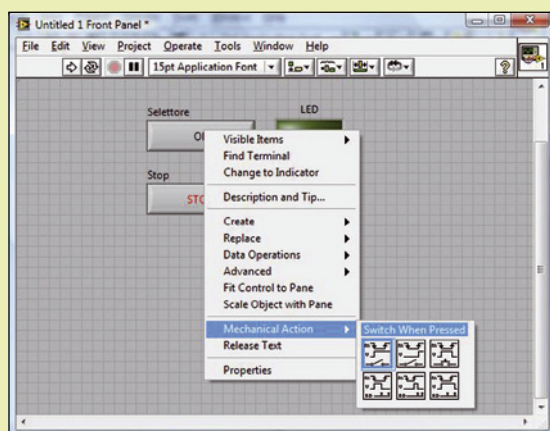 Untitled 1 Front Panel *
File Edit View Project Operate Tools Window Help
15pt Application Font
Selettore
LED
Stop
STO
Visible Items
Find Terminal
Change to Indicator
Description and Tip...
Create
Replace
Data Operations
Advanced
Fit Control to Pane
Scale Object with Pane
Mechanical Action
Switch When Pressed
Release Text
Properties